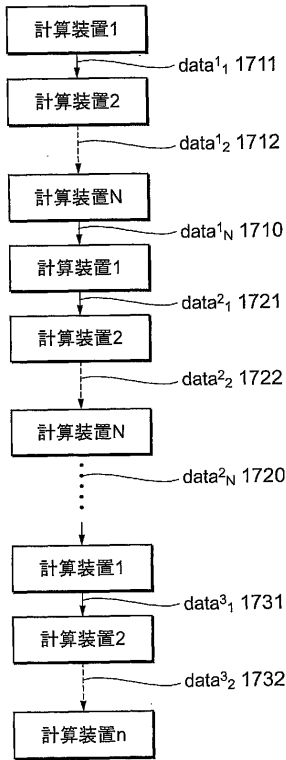 計算装置1
data¹₁ 1711
計算装置2
data¹₂ 1712
計算装置N
data¹N 1710
計算装置1
data²₁ 1721
計算装置2
data²₂ 1722
計算装置N
data²N 1720
計算装置1
data³₁ 1731
計算装置2
data³₂ 1732
計算装置n